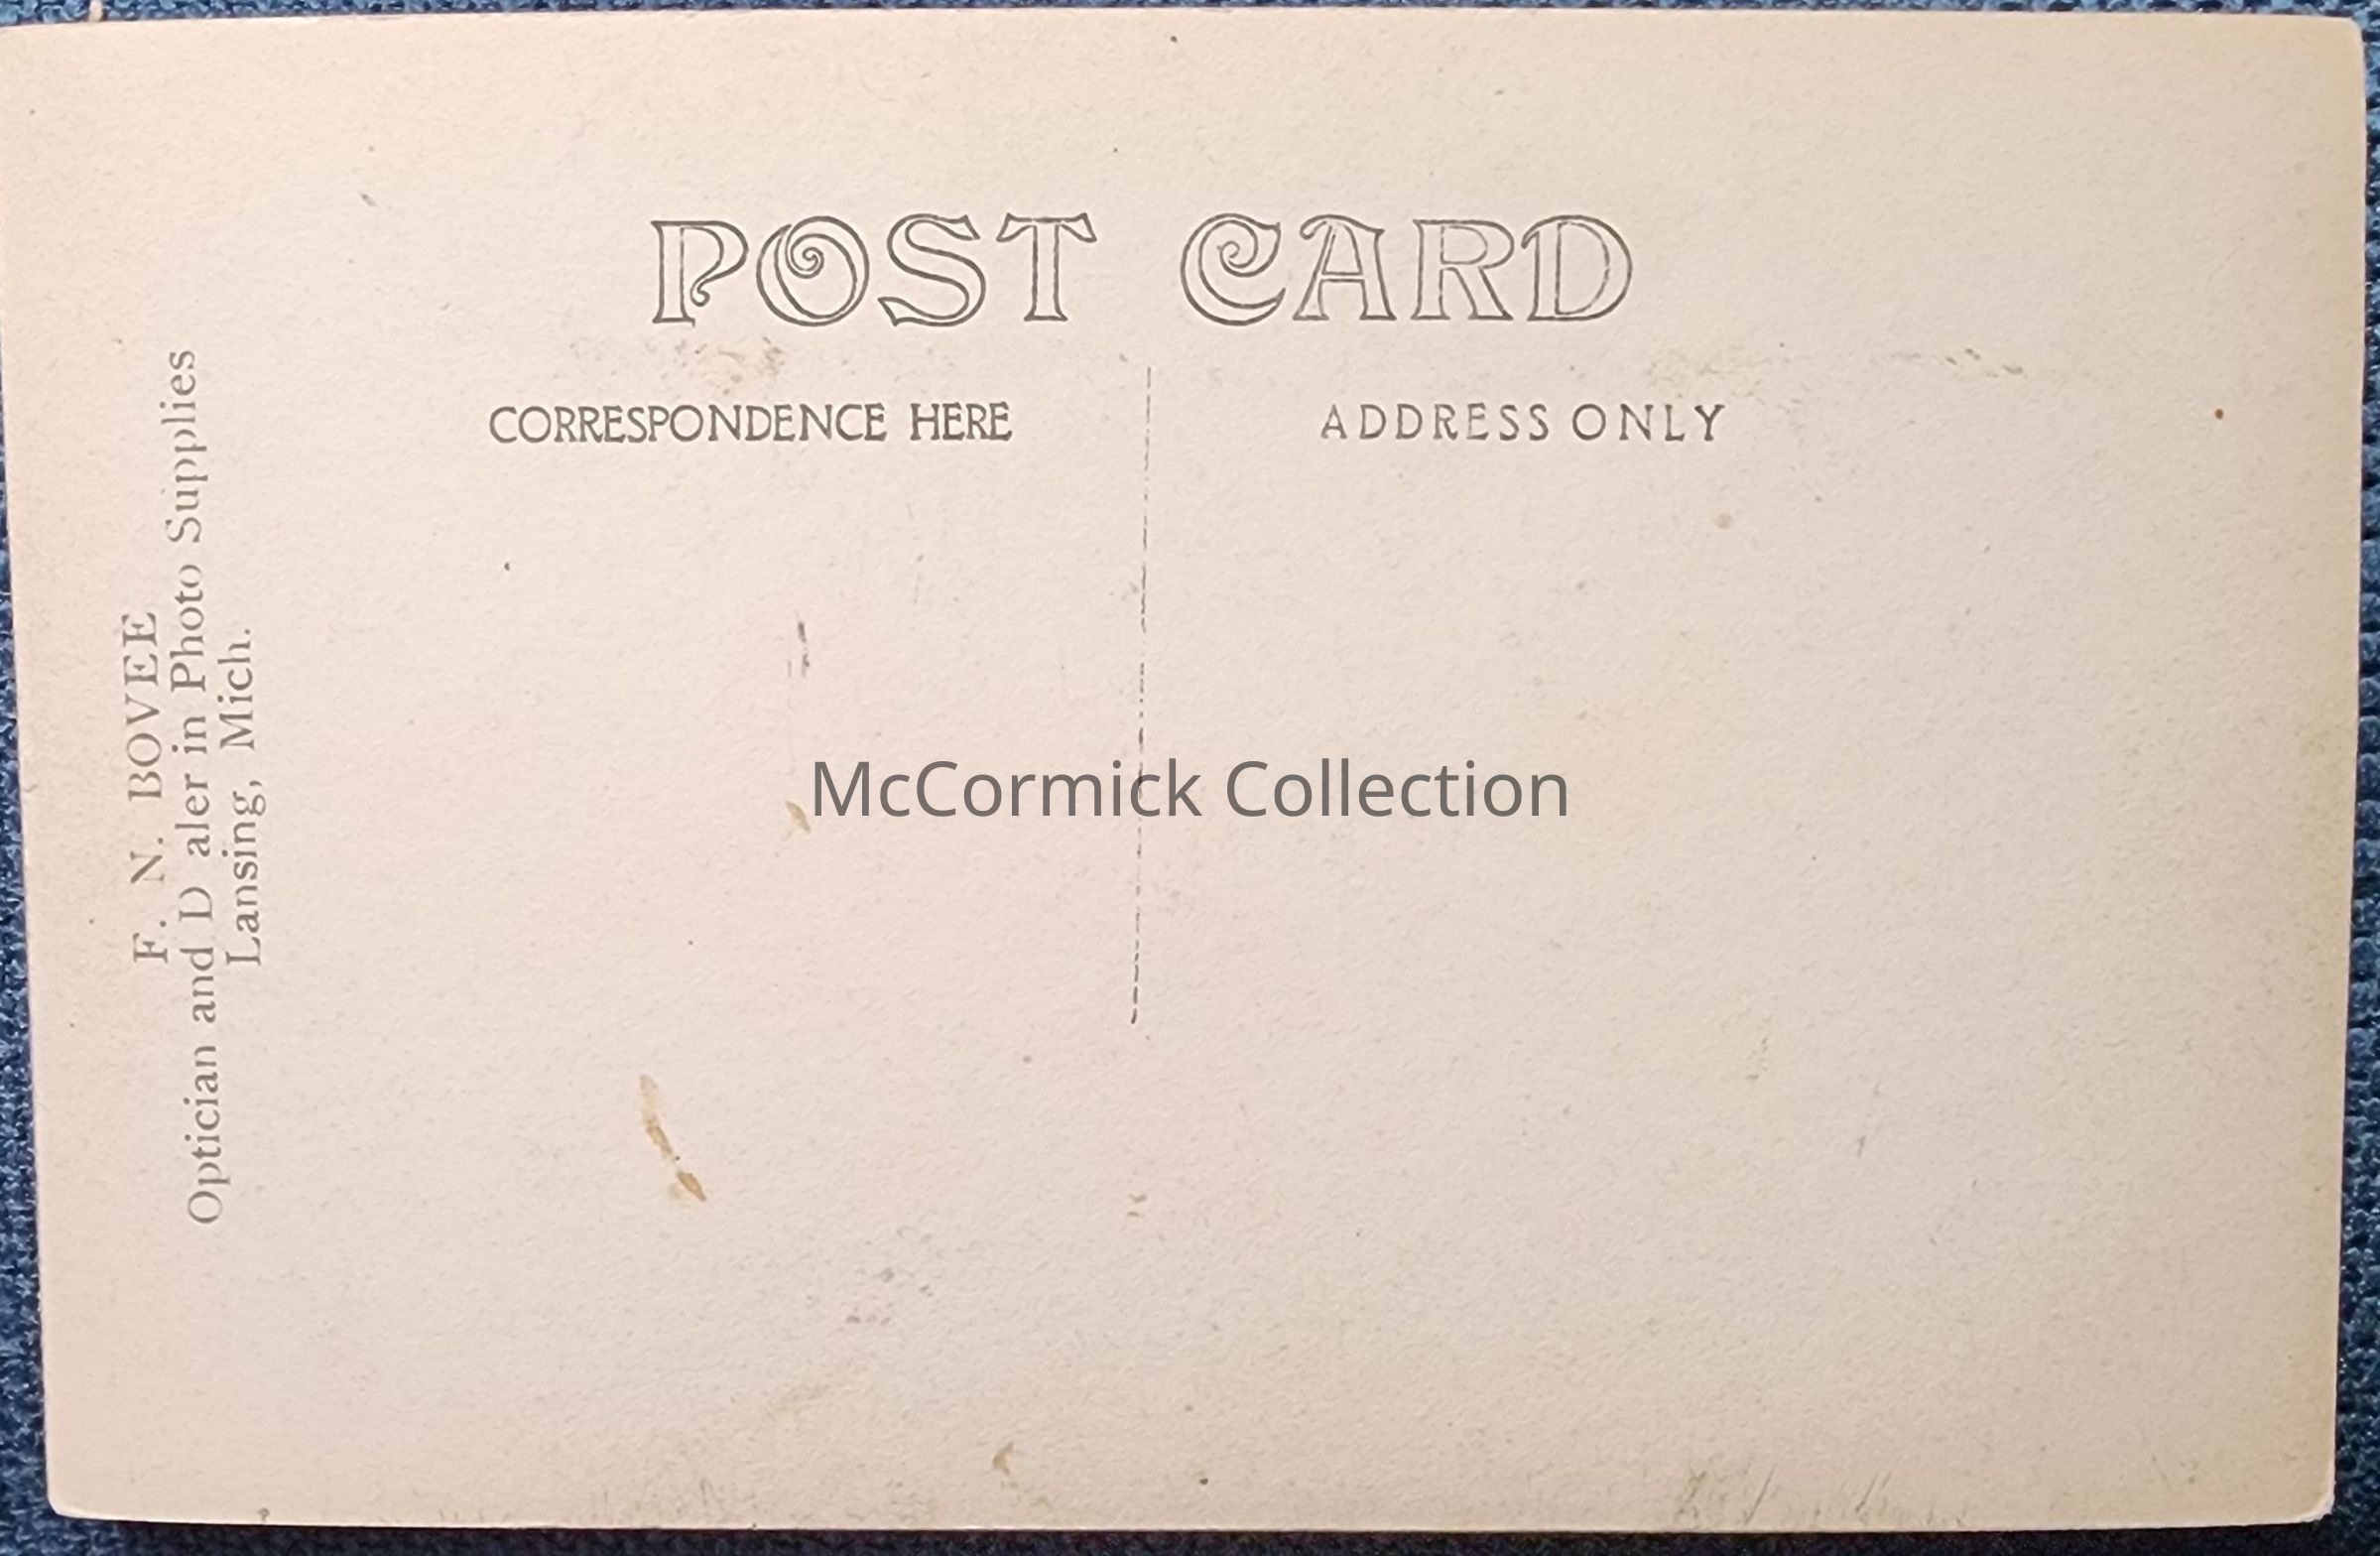 POST CARD
CORRESPONDENCE HERE
ADDRESS ONLY
F. N. BOVEE
Optician and D aler in Photo Supplies
Lansing, Mich.
McCormick Collection